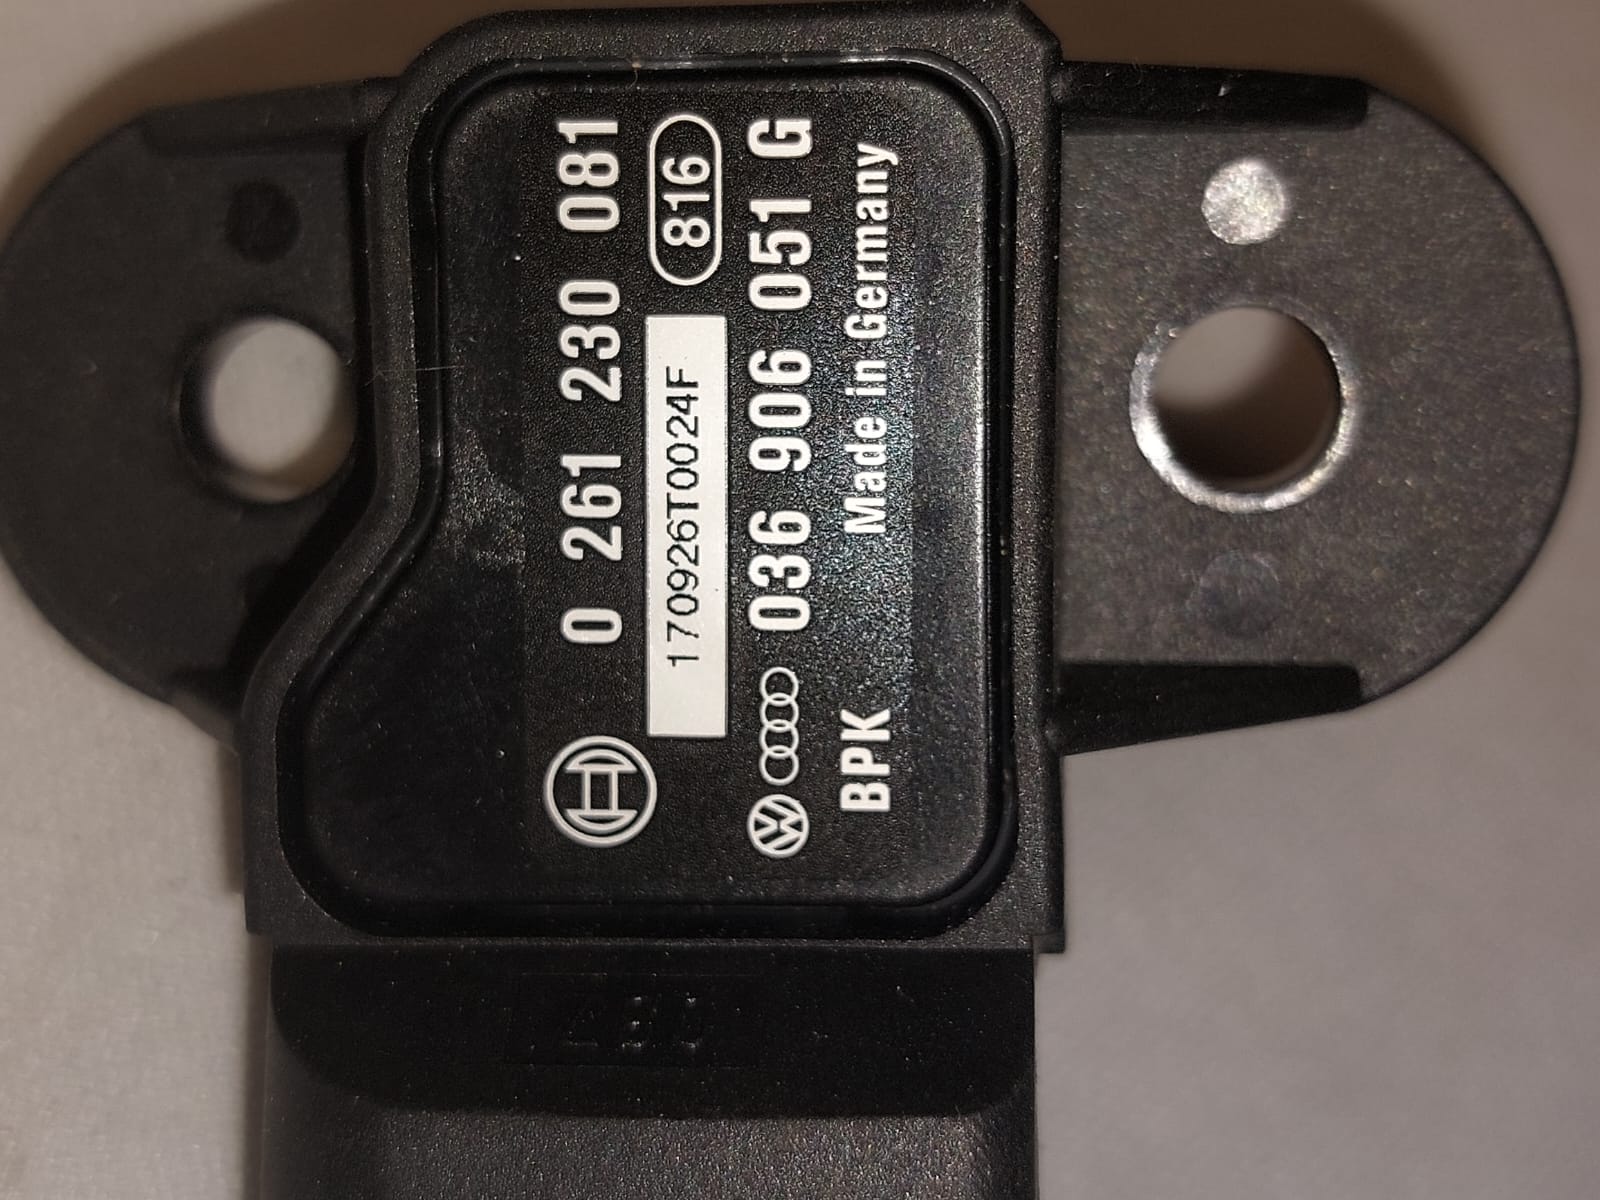 0 261 230 081
170926T0024F 816
036 906 051 G
BPK Made in Germany